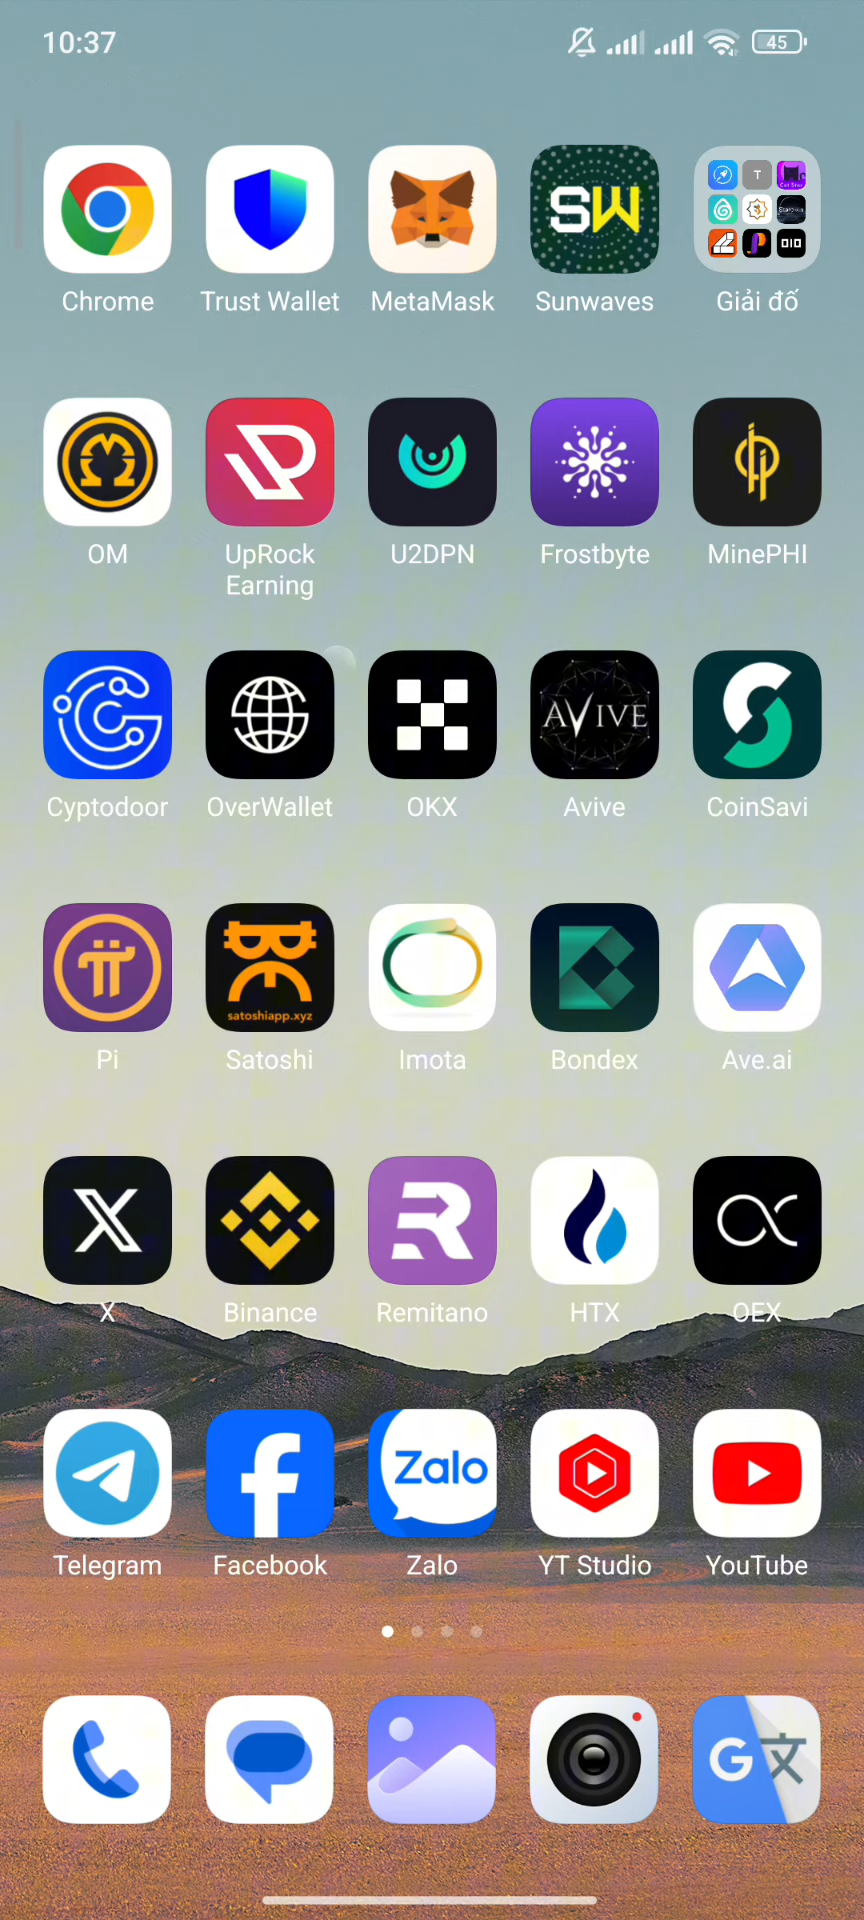 10:37
45
SW
T
Chrome
Trust Wallet
MetaMask
Sunwaves
Giải đố
OM
UpRock
Earning
U2DPN
Frostbyte
MinePHI
AVIVE
Cyptodoor
OverWallet
OKX
Avive
CoinSavi
satoshiapp.xyz
Pi
Satoshi
Imota
Bondex
Ave.ai
X
Binance
Remitano
HTX
OEX
Zalo
Telegram
Facebook
Zalo
YT Studio
YouTube
G 文